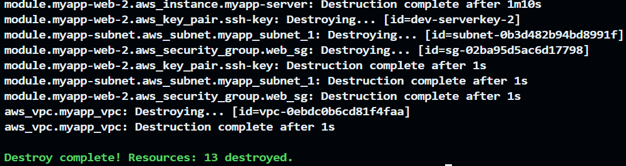 module.myapp-web-2.aws_instance.myapp-server: Destruction complete after 1m10s
module.myapp-web-2.aws_key_pair.ssh-key: Destroying... [id=dev-serverkey-2]
module.myapp-subnet.aws_subnet.myapp_subnet_1: Destroying... [id=subnet-0b3d482b94bd8991f]
module.myapp-web-2.aws_security_group.web_sg: Destroying... [id=sg-02ba95d5ac6d17798]
module.myapp-web-2.aws_key_pair.ssh-key: Destruction complete after 1s
module.myapp-subnet.aws_subnet.myapp_subnet_1: Destruction complete after 1s
module.myapp-web-2.aws_security_group.web_sg: Destruction complete after 1s
aws_vpc.myapp_vpc: Destroying... [id=vpc-0ebdc0b6cd81f4faa]
aws_vpc.myapp_vpc: Destruction complete after 1s
Destroy complete! Resources: 13 destroyed.